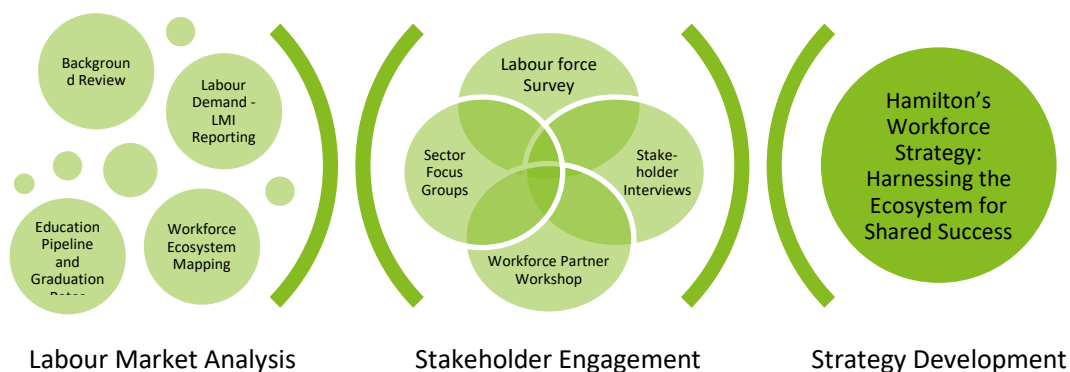 Backgroun
d Review
Labour
Demand -
LMI
Reporting
Education
Pipeline
and
Graduation
Workforce
Ecosystem
Mapping
Labour Market Analysis
Labour force
Survey
Sector
Focus
Groups
Stake-
holder
Interviews
Workforce Partner
Workshop
Stakeholder Engagement
Hamilton’s
Workforce
Strategy:
Harnessing the
Ecosystem for
Shared Success
Strategy Development